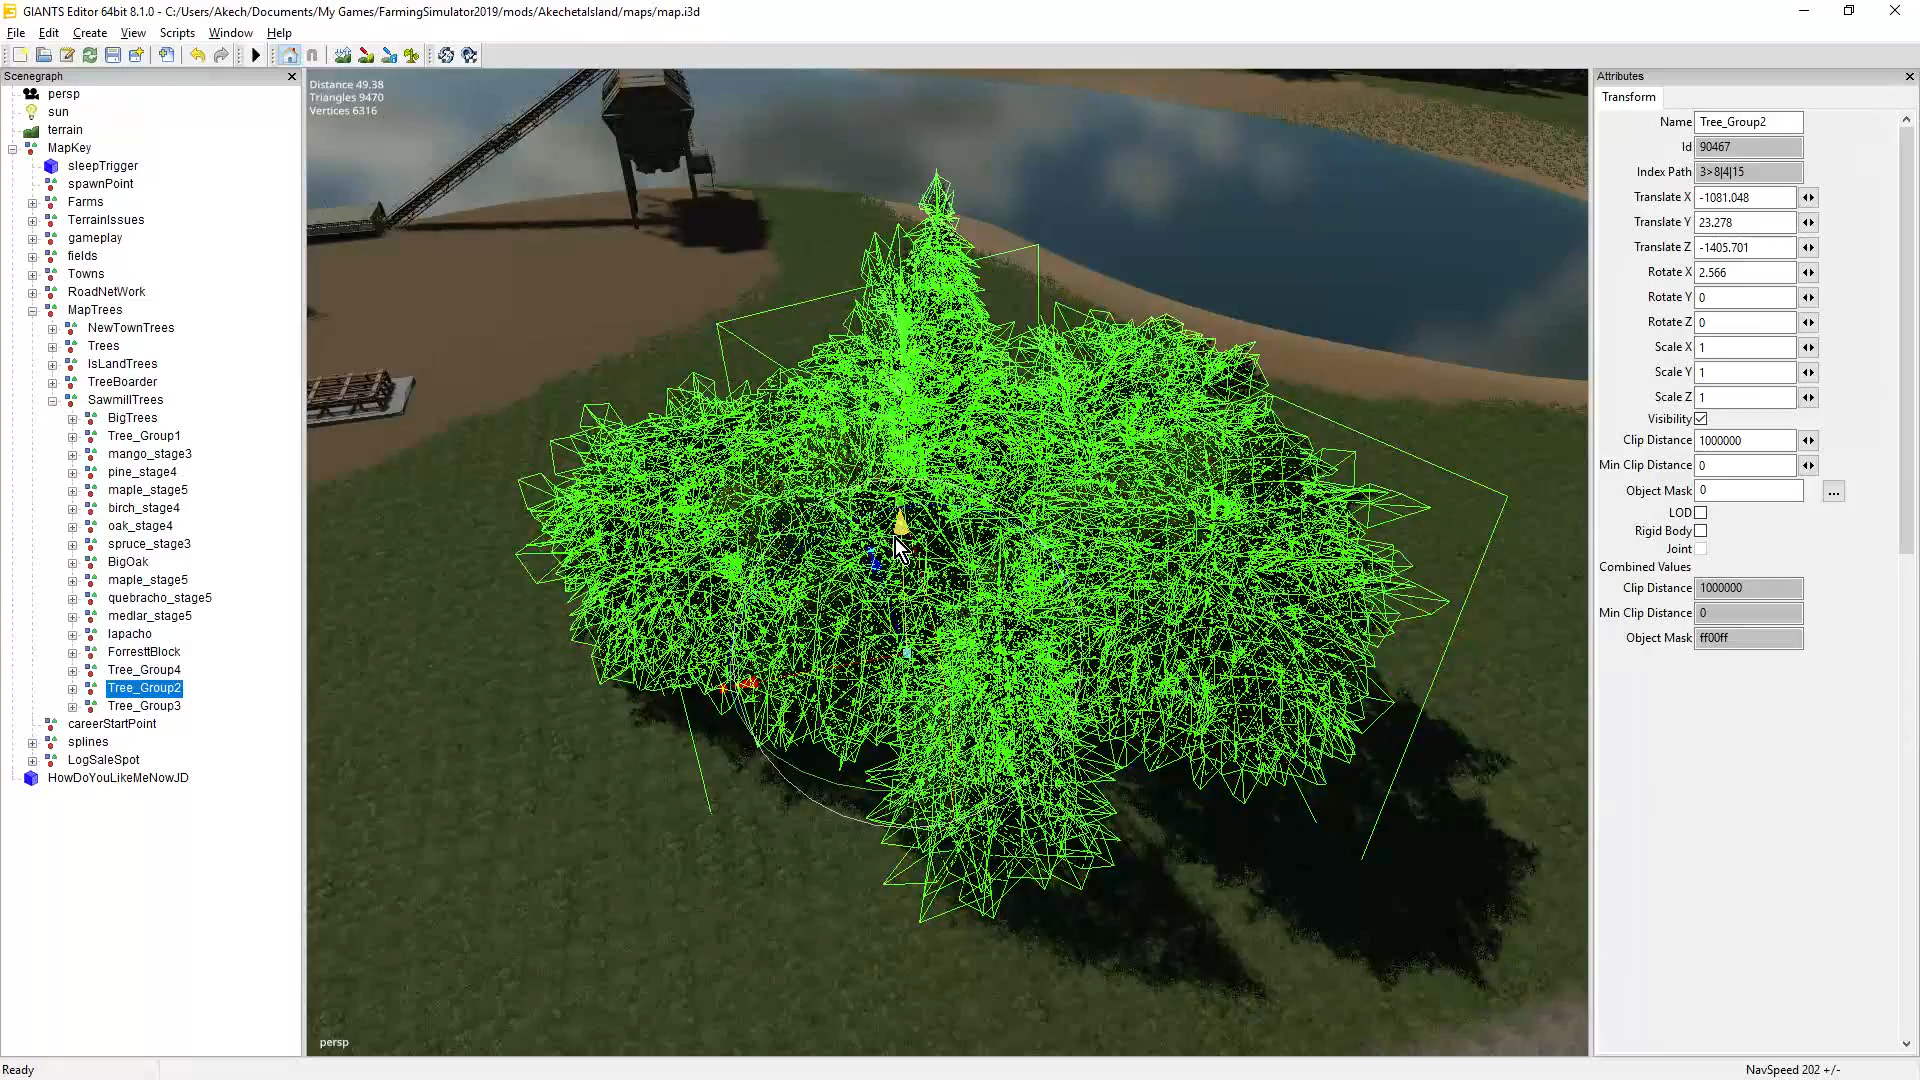 GIANTS Editor 64bit 8.1.0 - C:/Users/Akech/Documents/My Games/FarmingSimulator2019/mods/AkechetaIsland/maps/map.i3d
File Edit Create View Scripts Window Help
Scenegraph
persp
sun
terrain
MapKey
sleepTrigger
spawnPoint
Farms
TerrainIssues
gameplay
fields
Towns
RoadNetWork
MapTrees
NewTownTrees
Trees
IsLandTrees
TreeBoarder
SawmillTrees
BigTrees
Tree_Group1
mango_stage3
pine_stage4
maple_stage5
birch_stage4
oak_stage4
spruce_stage3
BigOak
maple_stage5
quebracho_stage5
medlar_stage5
lapacho
ForresttBlock
Tree_Group4
Tree_Group2
Tree_Group3
careerStartPoint
splines
LogSaleSpot
HowDoYouLikeMeNowJD
Distance 49.38
Triangles 9470
Vertices 6316
persp
Attributes
Transform
Name Tree_Group2
Id 90467
Index Path 3>8|4|15
Translate X -1081.048
Translate Y 23.278
Translate Z -1405.701
Rotate X 2.566
Rotate Y 0
Rotate Z 0
Scale X 1
Scale Y 1
Scale Z 1
Visibility
Clip Distance 1000000
Min Clip Distance 0
Object Mask 0 ...
LOD
Rigid Body
Joint
Combined Values
Clip Distance 1000000
Min Clip Distance 0
Object Mask ff00ff
Ready
NavSpeed 202 +/-